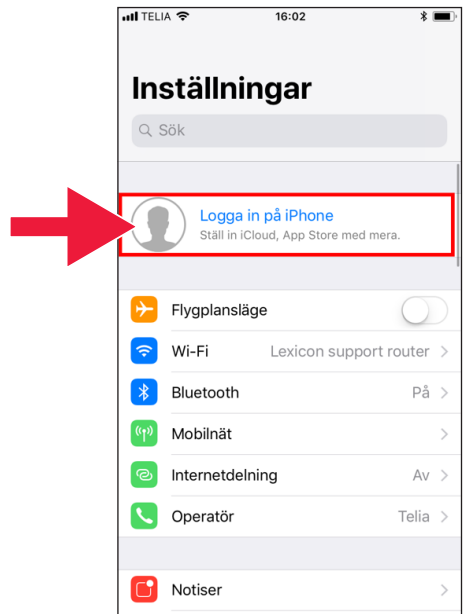 TELIA 16:02
Inställningar
Sök
Logga in på iPhone
Ställ in iCloud, App Store med mera.
Flygplansläge
Wi-Fi Lexicon support router
Bluetooth På
Mobilnät
Internetdelning Av
Operatör Telia
Notiser